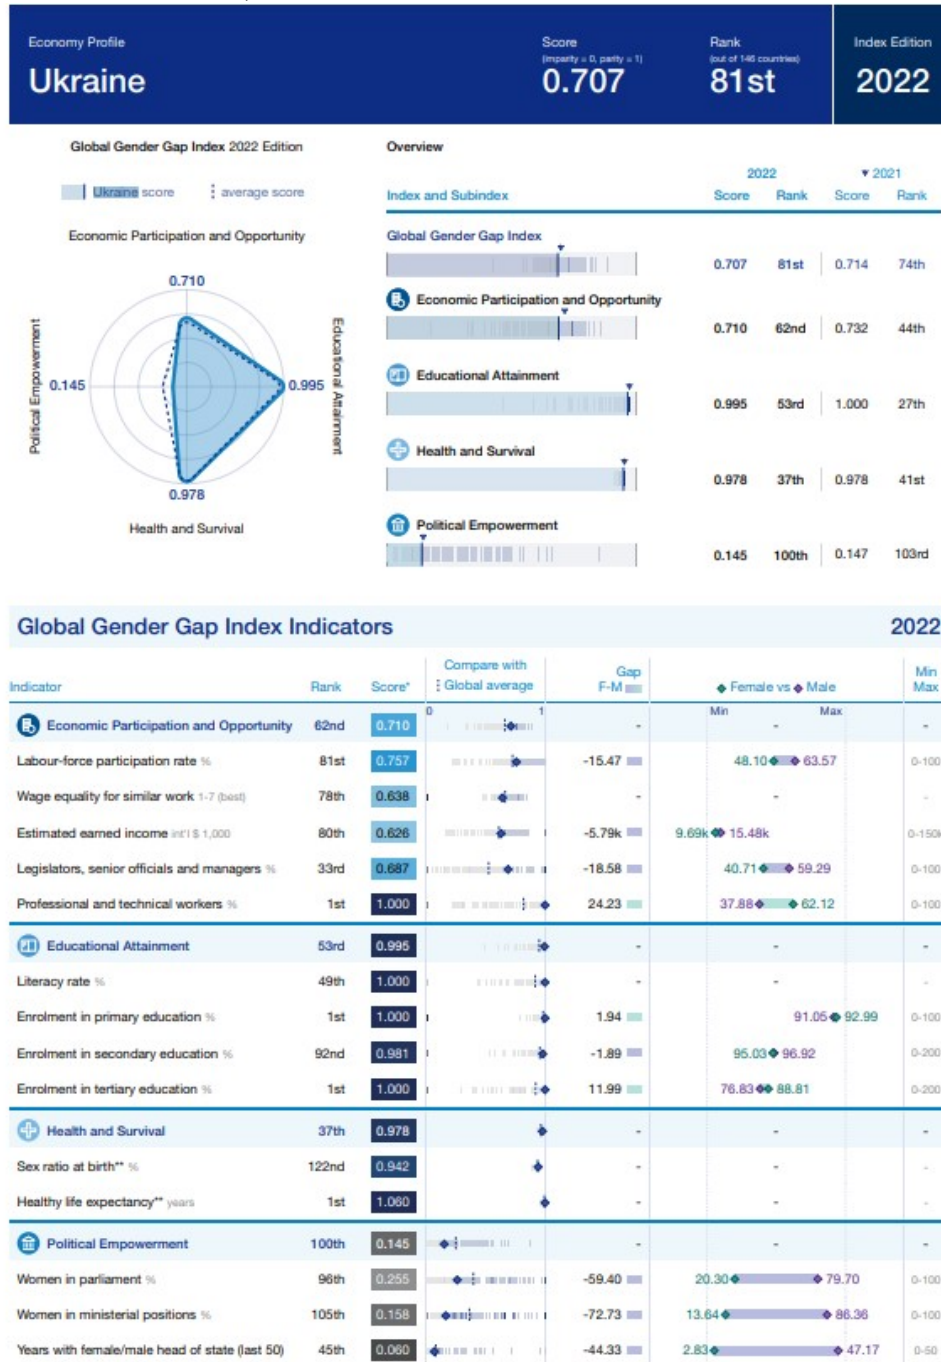 Economy Profile
Ukraine
Score
(imparity = 0, parity = 1)
0.707
Rank
(out of 146 countries)
81st
Index Edition
2022
Global Gender Gap Index 2022 Edition
Ukraine score average score
Economic Participation and Opportunity
0.710
Political Empowerment
0.145
0.995
Educational Attainment
0.978
Health and Survival
Overview
2022 2021
Index and Subindex Score Rank Score Rank
Global Gender Gap Index
0.707 81st 0.714 74th
Economic Participation and Opportunity
0.710 62nd 0.732 44th
Educational Attainment
0.995 53rd 1.000 27th
Health and Survival
0.978 37th 0.978 41st
Political Empowerment
0.145 100th 0.147 103rd
Global Gender Gap Index Indicators 2022
Indicator Rank Score* Compare with Global average Gap F-M Female vs Male Min Max
0 1 Min Max
Economic Participation and Opportunity 62nd 0.710 - - -
Labour-force participation rate % 81st 0.757 -15.47 48.10 63.57 0-100
Wage equality for similar work 1-7 (best) 78th 0.638 - - -
Estimated earned income int'l $ 1,000 80th 0.626 -5.79k 9.69k 15.48k 0-150k
Legislators, senior officials and managers % 33rd 0.687 -18.58 40.71 59.29 0-100
Professional and technical workers % 1st 1.000 24.23 37.88 62.12 0-100
Educational Attainment 53rd 0.995 - - -
Literacy rate % 49th 1.000 - - -
Enrolment in primary education % 1st 1.000 1.94 91.05 92.99 0-100
Enrolment in secondary education % 92nd 0.981 -1.89 95.03 96.92 0-200
Enrolment in tertiary education % 1st 1.000 11.99 76.83 88.81 0-200
Health and Survival 37th 0.978 - - -
Sex ratio at birth** % 122nd 0.942 - - -
Healthy life expectancy** years 1st 1.060 - - -
Political Empowerment 100th 0.145 - - -
Women in parliament % 96th 0.255 -59.40 20.30 79.70 0-100
Women in ministerial positions % 105th 0.158 -72.73 13.64 86.36 0-100
Years with female/male head of state (last 50) 45th 0.060 -44.33 2.83 47.17 0-50